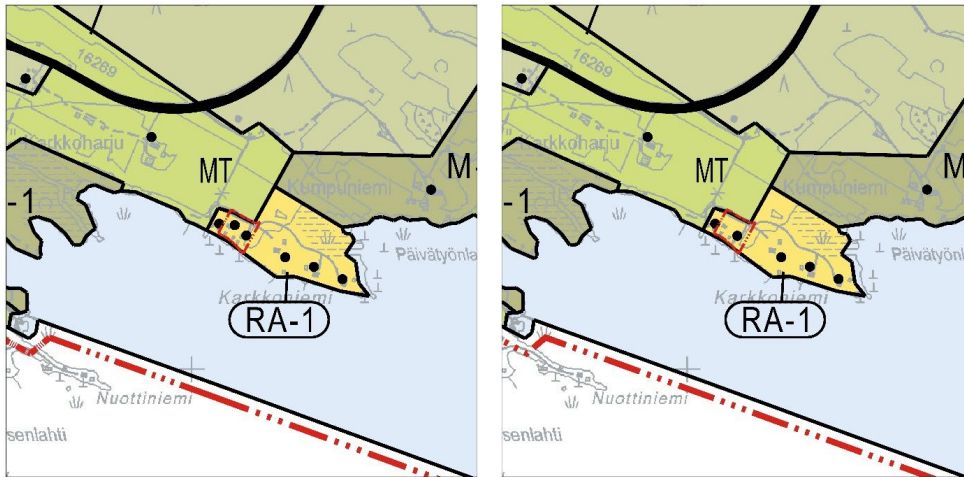 16269
Karkkoharju
MT
Kumpuniemi
M-
-1
Päivätyönla
Karkkoniemi
RA-1
Nuottiniemi
senlahti
16269
Karkkoharju
MT
Kumpuniemi
M
-1
Päivätyönla
Karkkoniemi
RA-1
Nuottiniemi
senlahti